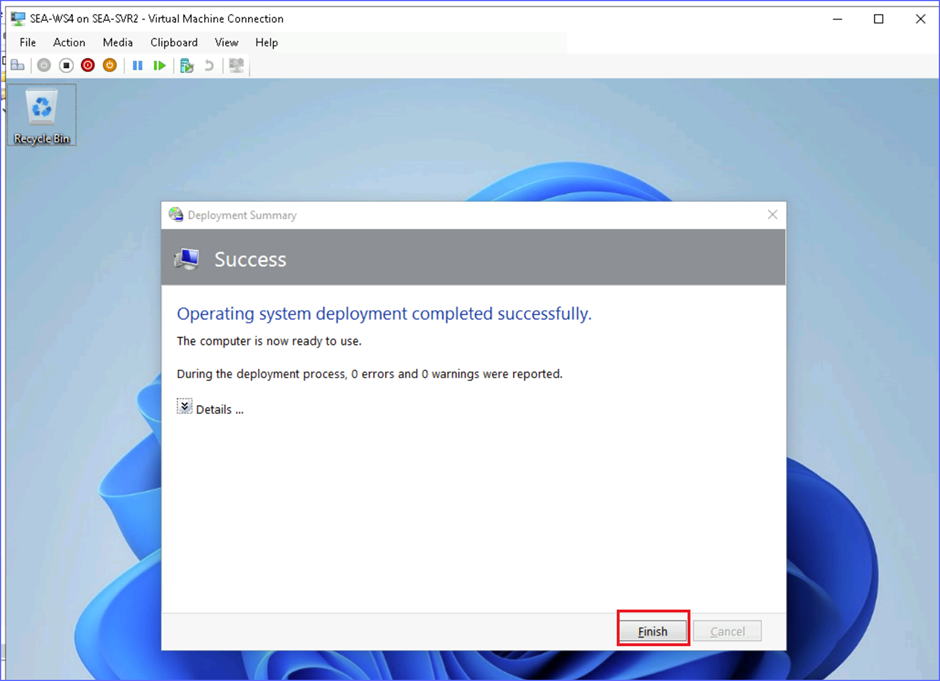 SEA-WS4 on SEA-SVR2 - Virtual Machine Connection
File Action Media Clipboard View Help
Recycle Bin
Deployment Summary
Success
Operating system deployment completed successfully.
The computer is now ready to use.
During the deployment process, 0 errors and 0 warnings were reported.
Details ...
Finish Cancel